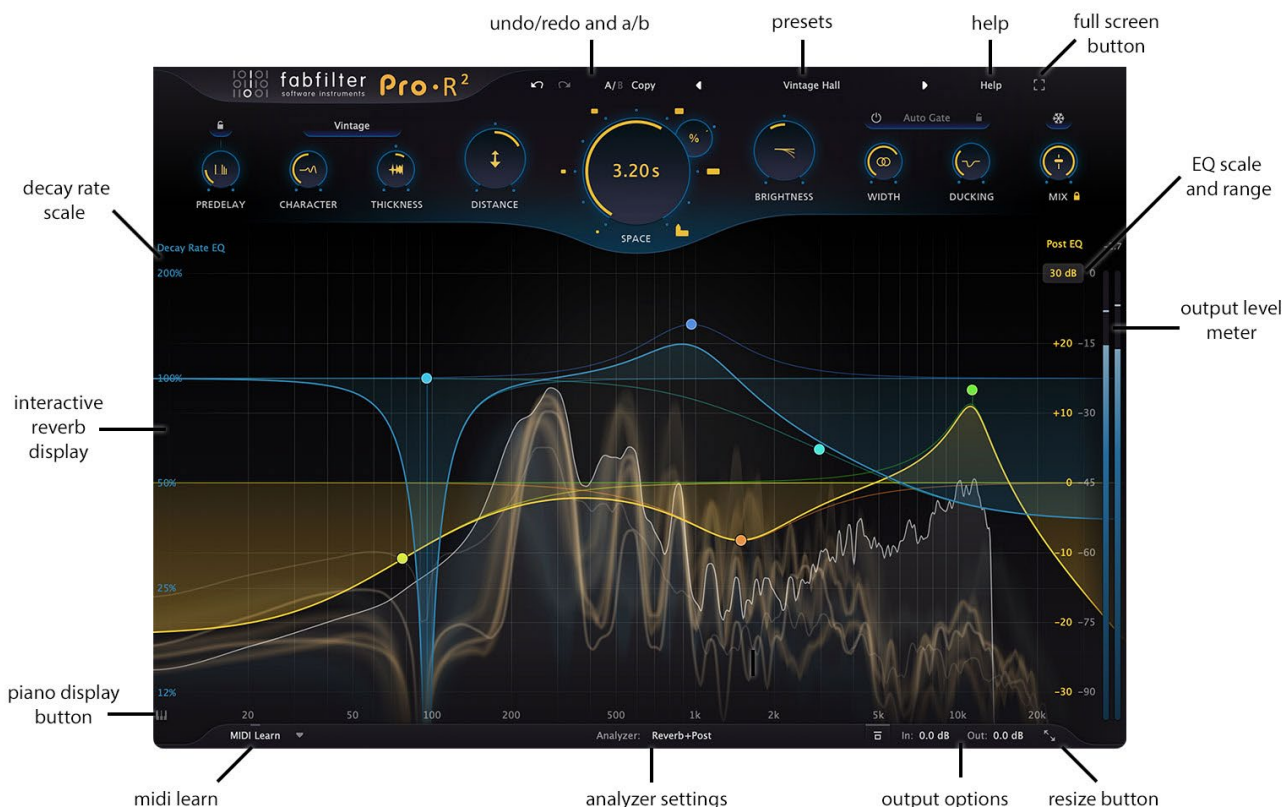 undo/redo and a/b
presets
help
full screen
button
fabfilter
software instruments
Pro·R²
A/B Copy
Vintage Hall
Help
Vintage
Auto Gate
%
3.20 s
PREDELAY
CHARACTER
THICKNESS
DISTANCE
SPACE
BRIGHTNESS
WIDTH
DUCKING
MIX
decay rate
scale
EQ scale
and range
Decay Rate EQ
Post EQ
200%
30 dB
0
output level
meter
+20
-15
100%
+10
-30
interactive
reverb
display
50%
0
-45
-10
-60
25%
-20
-75
piano display
button
12%
-30
-90
20
50
100
200
500
1k
2k
5k
10k
20k
MIDI Learn
Analyzer: Reverb+Post
In: 0.0 dB
Out: 0.0 dB
midi learn
analyzer settings
output options
resize button